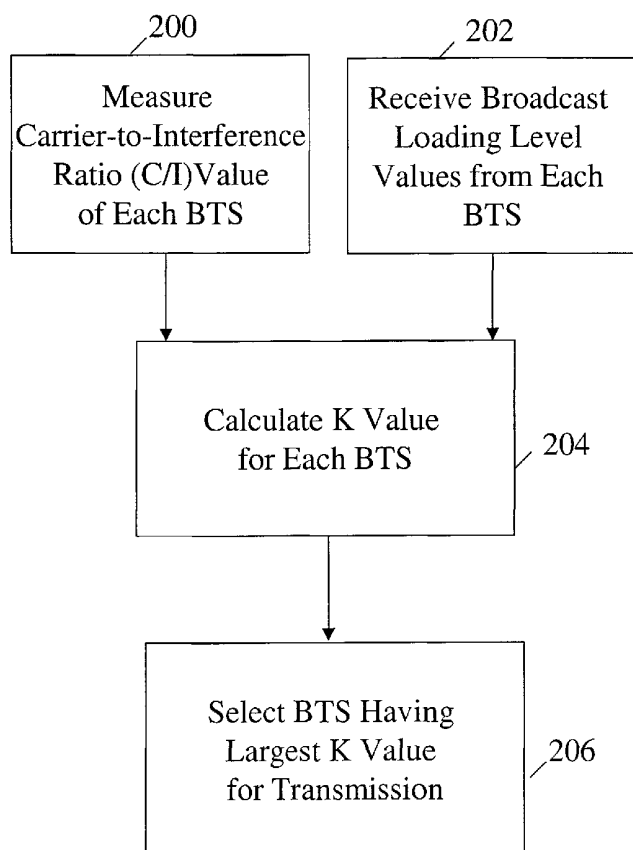 200
Measure
Carrier-to-Interference
Ratio (C/I)Value
of Each BTS
202
Receive Broadcast
Loading Level
Values from Each
BTS
Calculate K Value
for Each BTS
204
Select BTS Having
Largest K Value
for Transmission
206